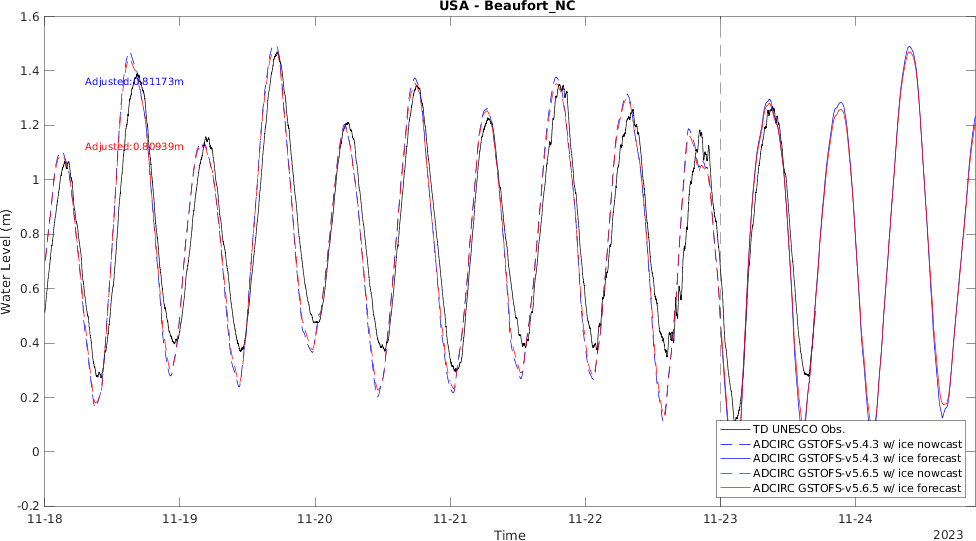 USA - Beaufort_NC
1.6
1.4
1.2
1
0.8
0.6
0.4
0.2
0
-0.2
Water Level (m)
Adjusted:0.81173m
Adjusted:0.80939m
TD UNESCO Obs.
ADCIRC GSTOFS-v5.4.3 w/ ice nowcast
ADCIRC GSTOFS-v5.4.3 w/ ice forecast
ADCIRC GSTOFS-v5.6.5 w/ ice nowcast
ADCIRC GSTOFS-v5.6.5 w/ ice forecast
11-18 11-19 11-20 11-21 11-22 11-23 11-24
Time
2023